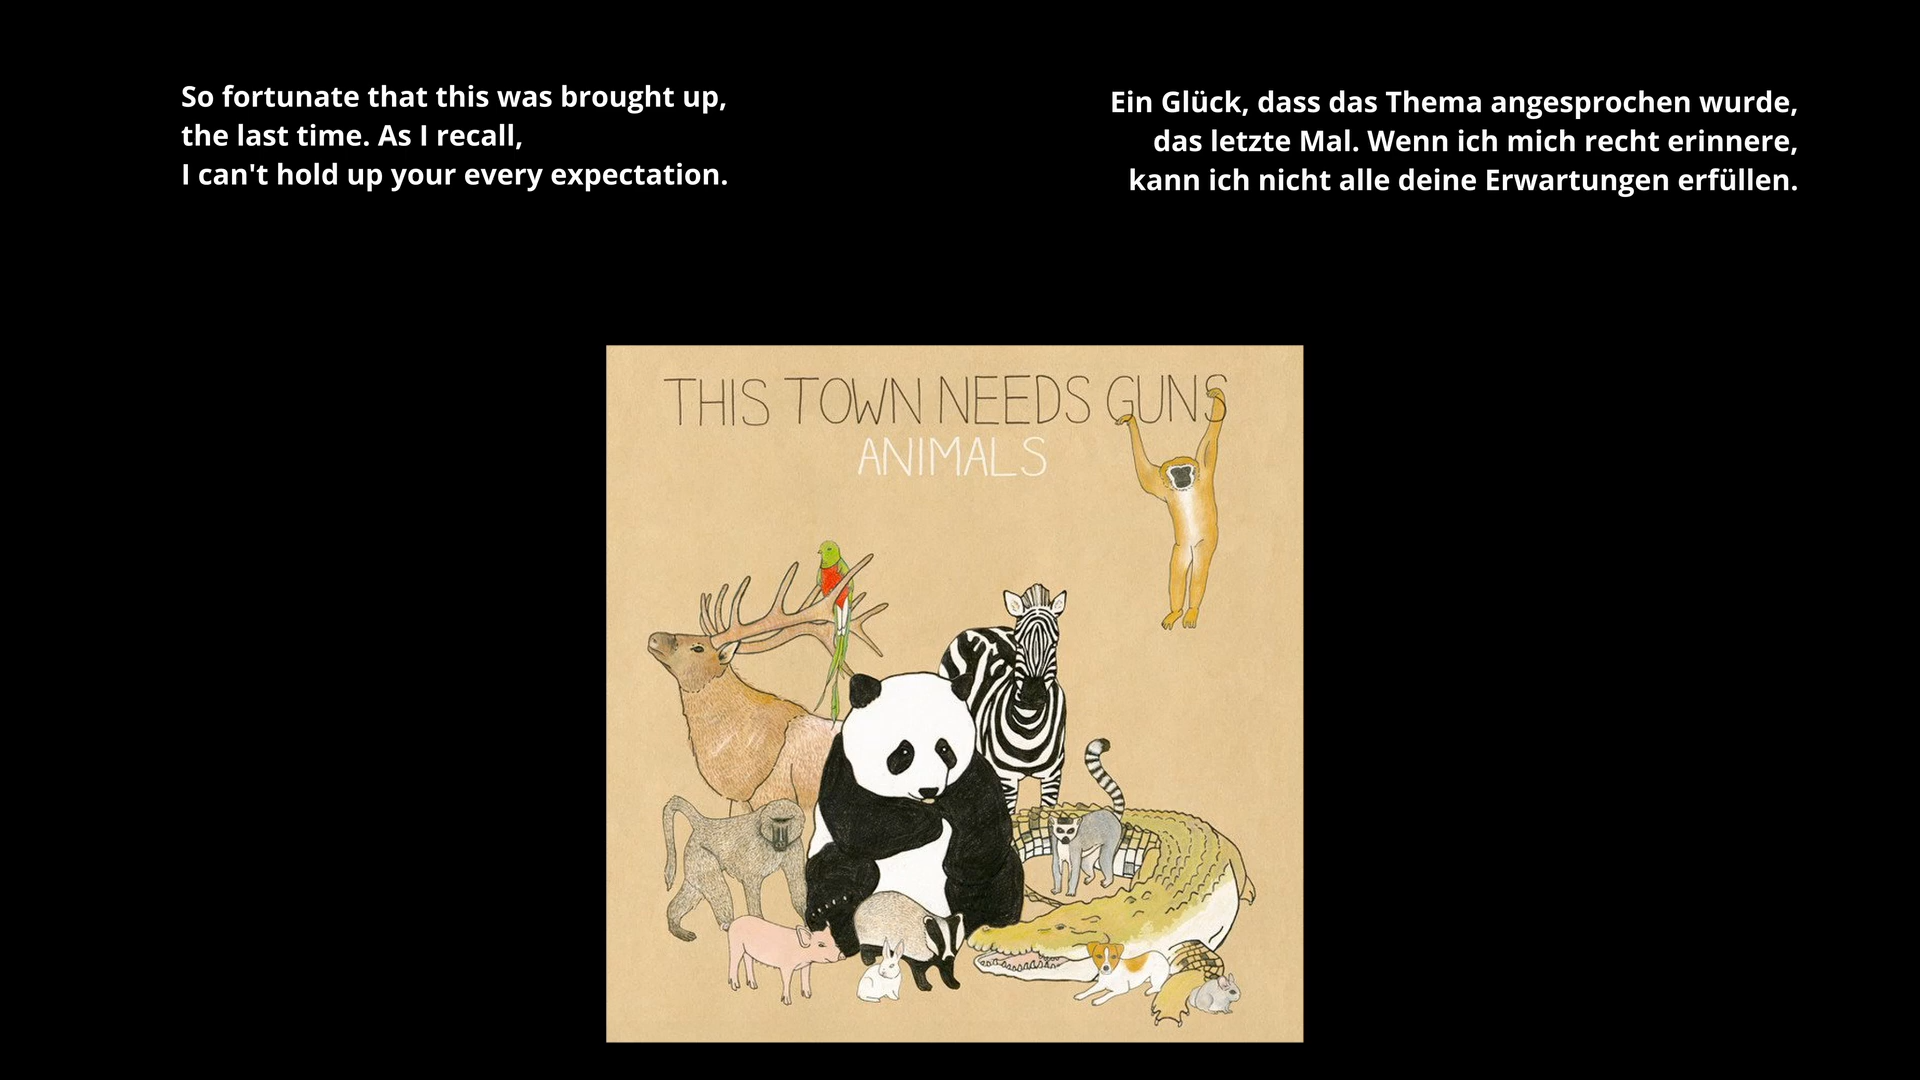 So fortunate that this was brought up,
the last time. As I recall,
I can't hold up your every expectation.
Ein Glück, dass das Thema angesprochen wurde,
das letzte Mal. Wenn ich mich recht erinnere,
kann ich nicht alle deine Erwartungen erfüllen.
THIS TOWN NEEDS GUNS
ANIMALS